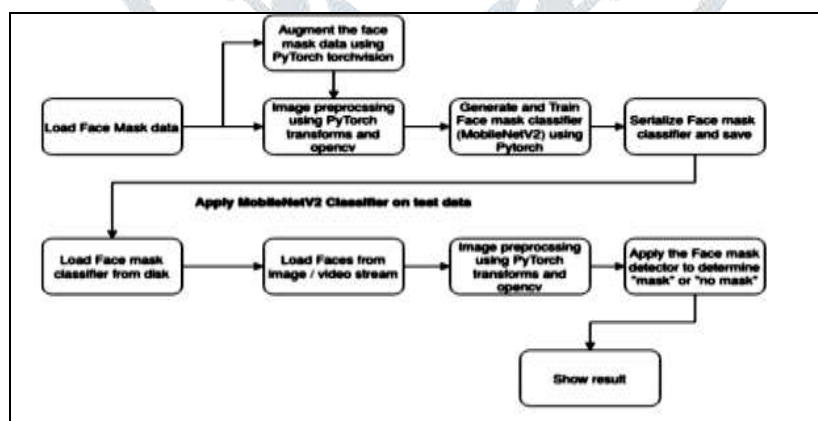 Augment the face
mask data using
PyTorch torchvision
Load Face Mask data
Image preprocssing
using PyTorch
transforms and
opencv
Generate and Train
Face mask classifier
(MobileNetV2) using
Pytorch
Serialize Face mask
classifier and save
Apply MobileNetV2 Classifier on test data
Load Face mask
classifier from disk
Load Faces from
image / video stream
Image preprocssing
using PyTorch
transforms and
opencv
Apply the Face mask
detector to determine
"mask" or "no mask"
Show result